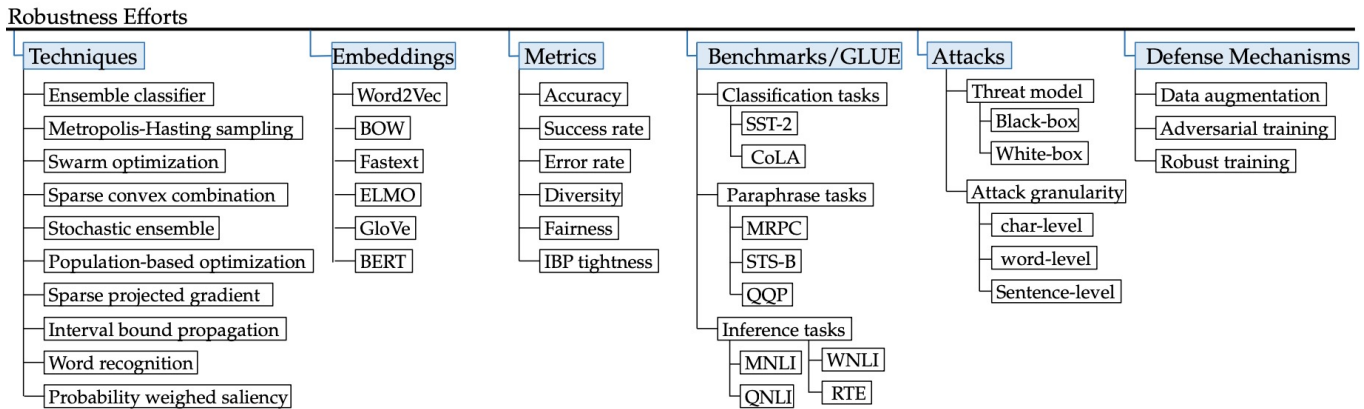 Robustness Efforts
Techniques
Ensemble classifier
Metropolis-Hasting sampling
Swarm optimization
Sparse convex combination
Stochastic ensemble
Population-based optimization
Sparse projected gradient
Interval bound propagation
Word recognition
Probability weighed saliency
Embeddings
Word2Vec
BOW
Fastext
ELMO
GloVe
BERT
Metrics
Accuracy
Success rate
Error rate
Diversity
Fairness
IBP tightness
Benchmarks/GLUE
Classification tasks
SST-2
CoLA
Paraphrase tasks
MRPC
STS-B
QQP
Inference tasks
MNLI
QNLI
WNLI
RTE
Attacks
Threat model
Black-box
White-box
Attack granularity
char-level
word-level
Sentence-level
Defense Mechanisms
Data augmentation
Adversarial training
Robust training